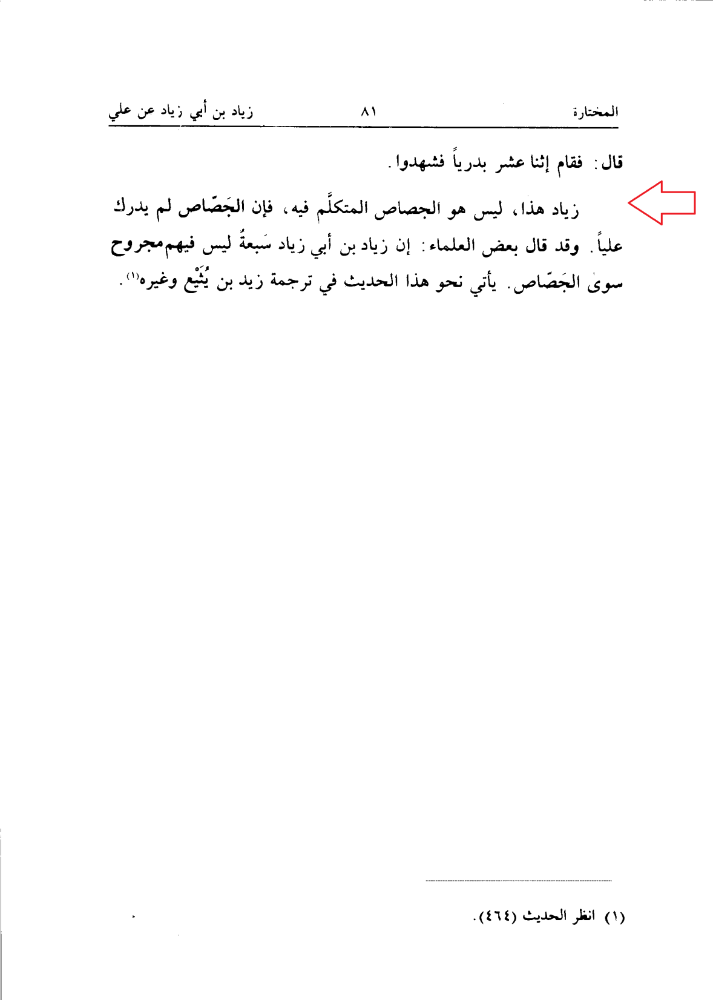 المختارة ٨١ زياد بن أبي زياد عن علي
قال: فقام إثنا عشر بدرياً فشهدوا.
زياد هذا، ليس هو الجصاص المتكلَّم فيه، فإن الجَصّاص لم يدرك
علياً. وقد قال بعض العلماء: إن زياد بن أبي زياد سَبعةُ ليس فيهم مجروح
سوىٰ الجَصّاص. يأتي نحو هذا الحديث في ترجمة زيد بن يُثَيْع وغيره(١).
(١) انظر الحديث (٤٦٤).